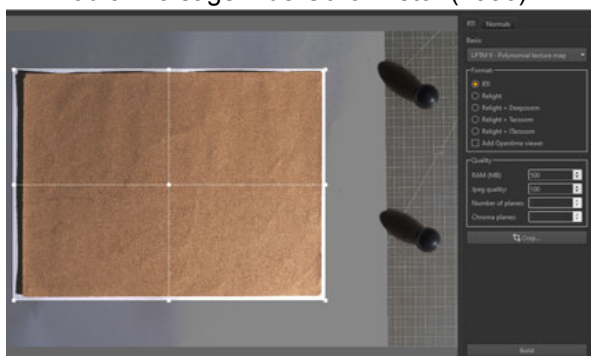 RTI Normals
Basis:
LPTM 9 - Polynomial texture map
Format:
RTI
Relight
Relight + Deepzoom
Relight + Tarzoom
Relight + ITarzoom
Add Openlime viewer
Quality
RAM (MB): 500
Jpeg quality: 100
Number of planes:
Chroma planes:
Crop...
Build